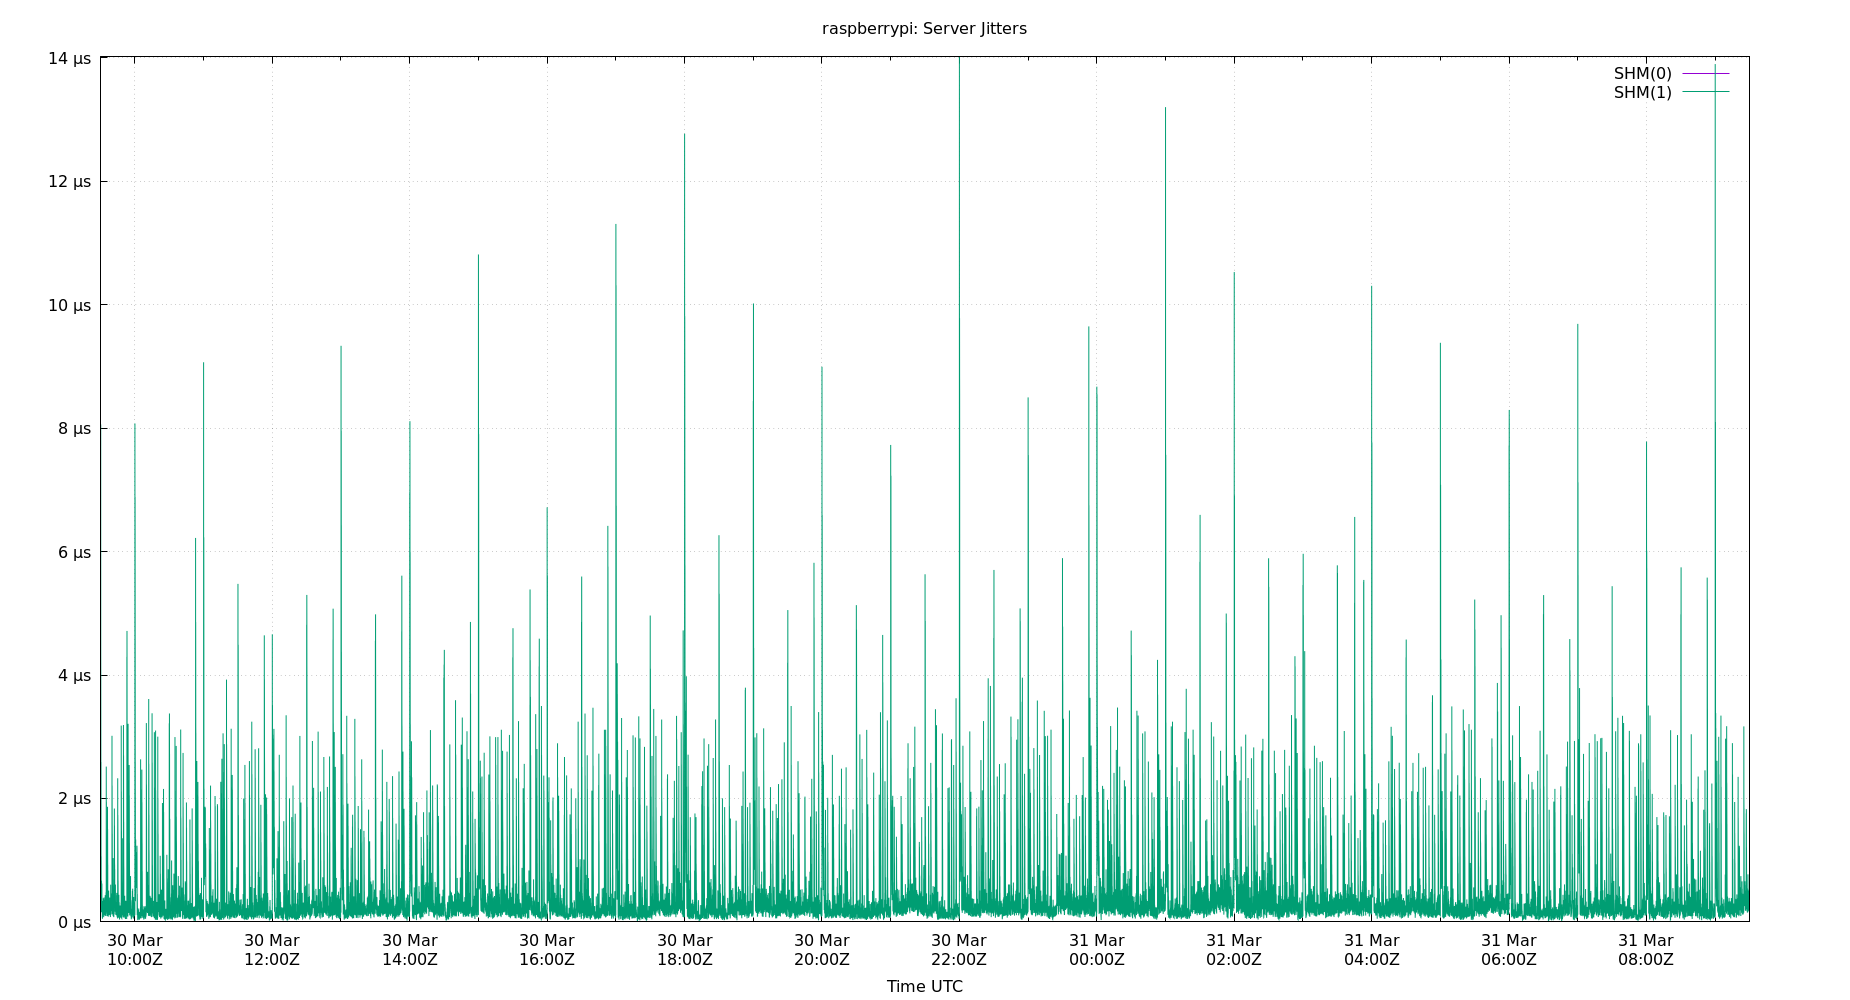 raspberrypi: Server Jitters
14 µs
12 µs
10 µs
8 µs
6 µs
4 µs
2 µs
0 µs
SHM(0)
SHM(1)
30 Mar 30 Mar 30 Mar 30 Mar 30 Mar 30 Mar 30 Mar 31 Mar 31 Mar 31 Mar 31 Mar 31 Mar
10:00Z 12:00Z 14:00Z 16:00Z 18:00Z 20:00Z 22:00Z 00:00Z 02:00Z 04:00Z 06:00Z 08:00Z
Time UTC